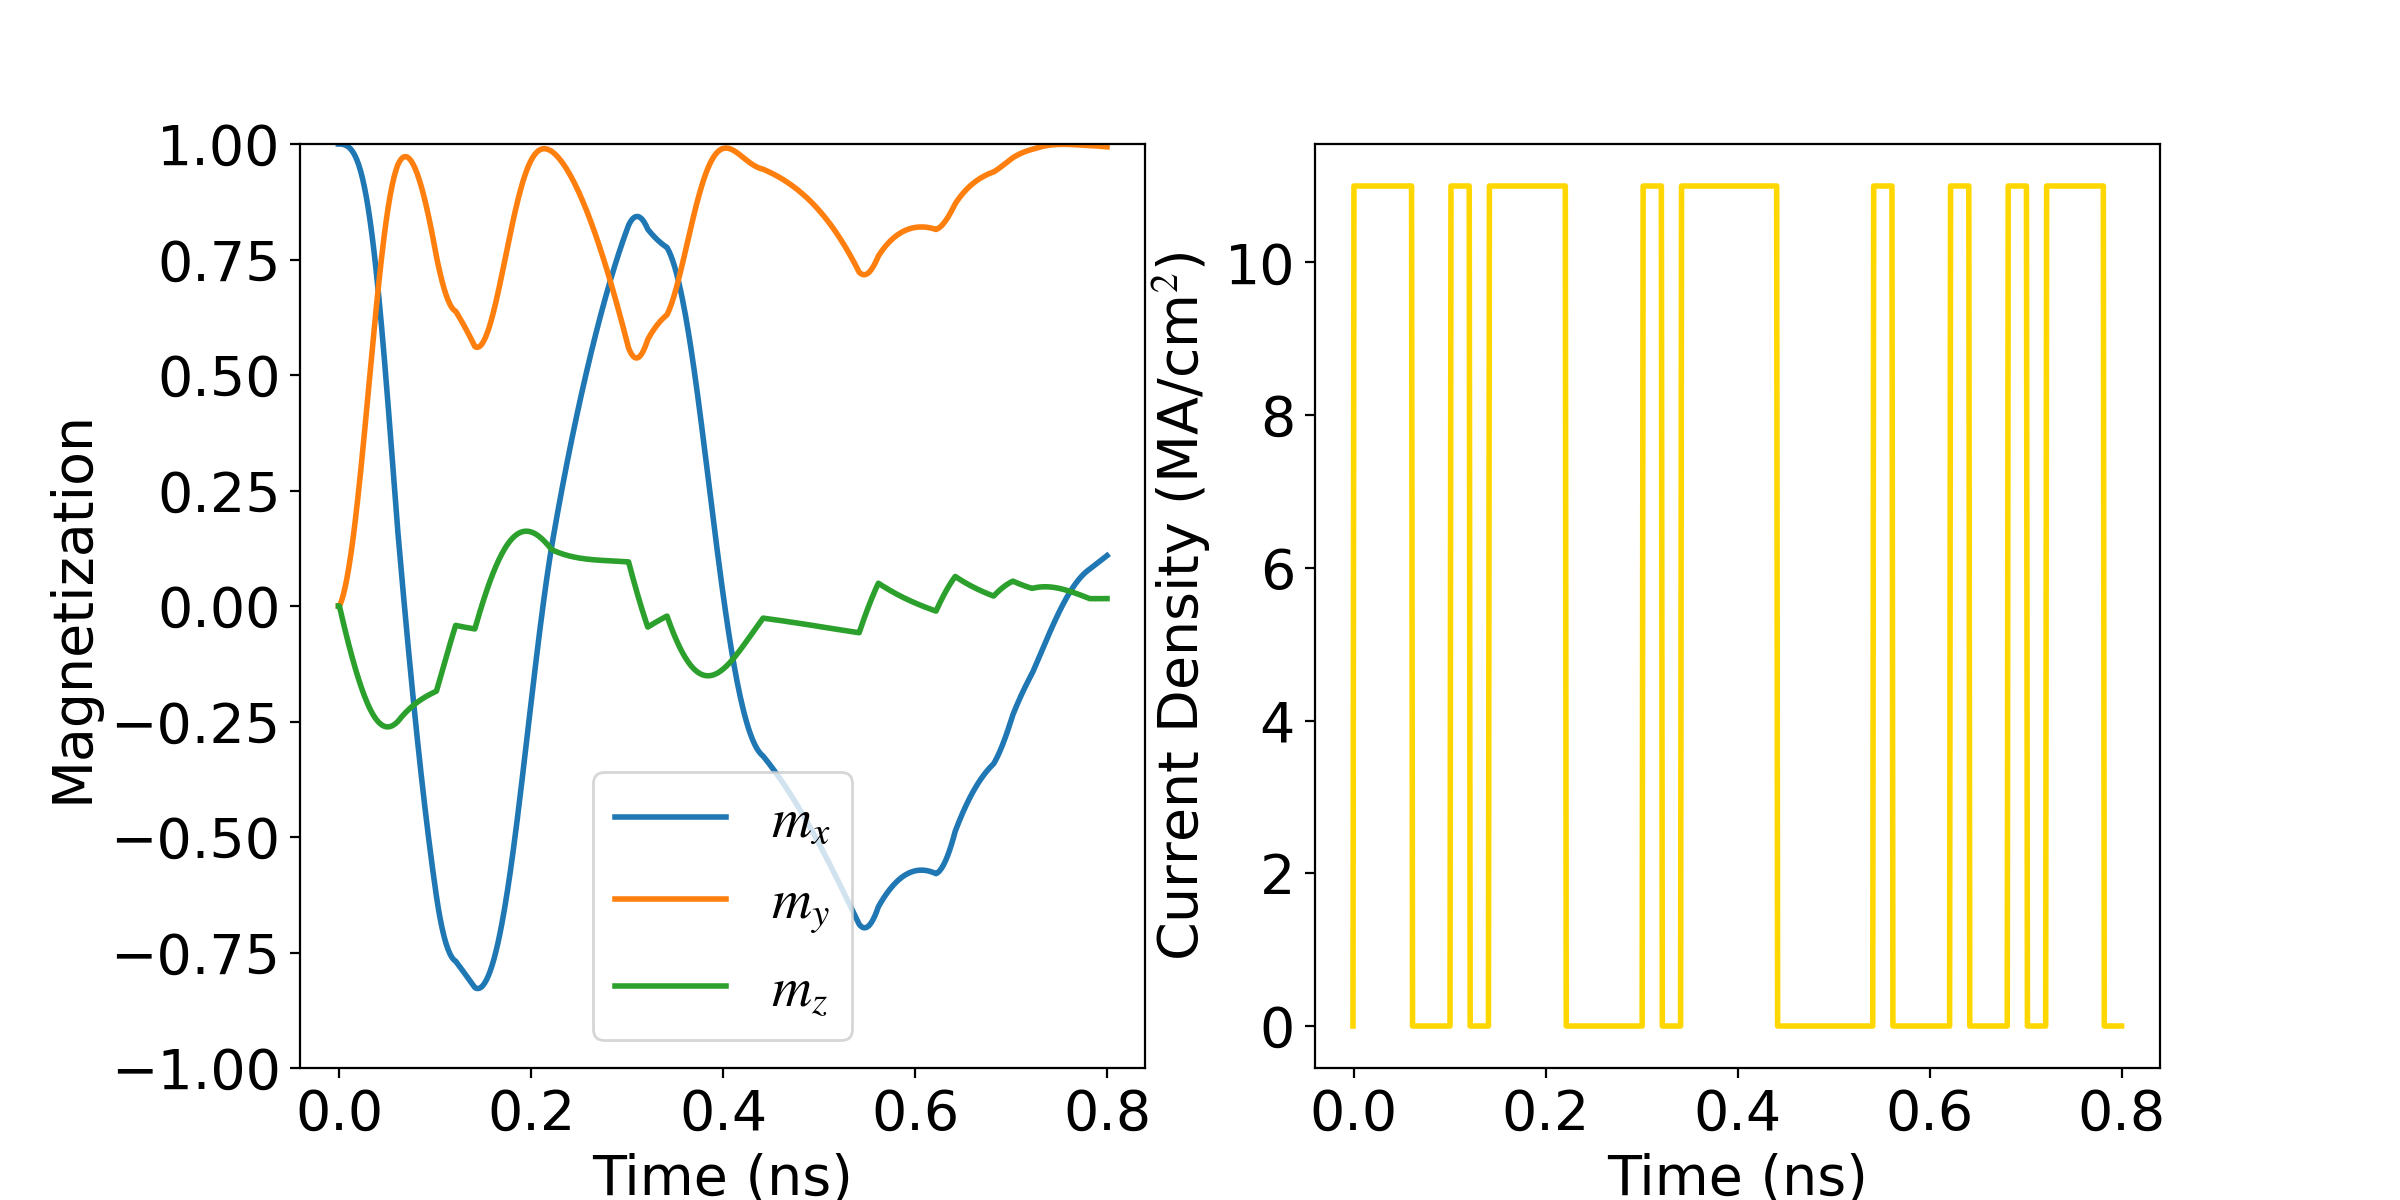 Magnetization
1.00
0.75
0.50
0.25
0.00
−0.25
−0.50
−0.75
−1.00
0.0 0.2 0.4 0.6 0.8
Time (ns)
m_x
m_y
m_z
Current Density (MA/cm²)
10
8
6
4
2
0
0.0 0.2 0.4 0.6 0.8
Time (ns)